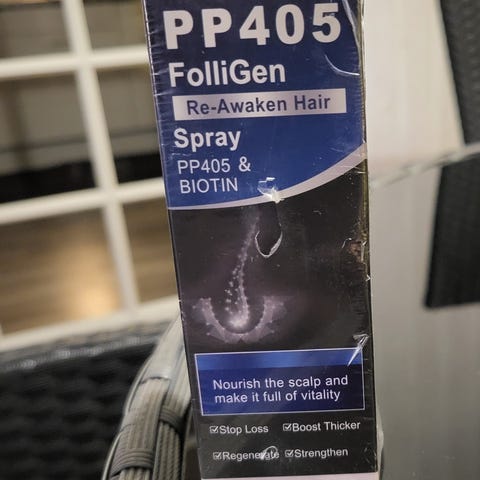 PP405
FolliGen
Re-Awaken Hair
Spray
PP405 &
BIOTIN
Nourish the scalp and
make it full of vitality
☑Stop Loss ☑Boost Thicker
☑Regenerate ☑Strengthen